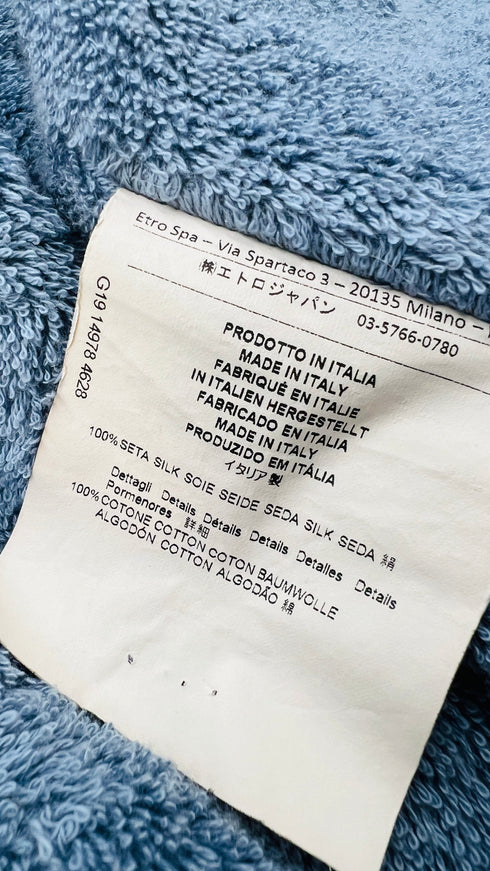 Etro Spa – Via Spartaco 3 – 20135 Milano –
㈱エトロジャパン 03-5766-0780
G19 14978 4628
PRODOTTO IN ITALIA
MADE IN ITALY
FABRIQUÉ EN ITALIE
IN ITALIEN HERGESTELLT
FABRICADO EN ITALIA
MADE IN ITALY
PRODUZIDO EM ITÁLIA
イタリア製
100% SETA SILK SOIE SEIDE SEDA SILK SEDA 絹
Dettagli Details Détails Details Detalles Details
Pormenores 詳細
100% COTONE COTTON COTON BAUMWOLLE
ALGODÓN COTTON ALGODÃO 綿